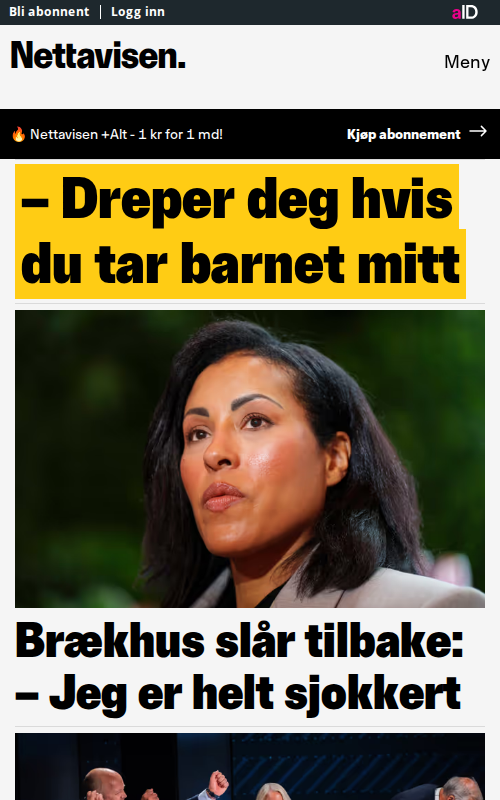 Bli abonnent | Logg inn
aID
Nettavisen.
Meny
🔥 Nettavisen +Alt - 1 kr for 1 md!
Kjøp abonnement →
– Dreper deg hvis
du tar barnet mitt
Brækhus slår tilbake:
– Jeg er helt sjokkert